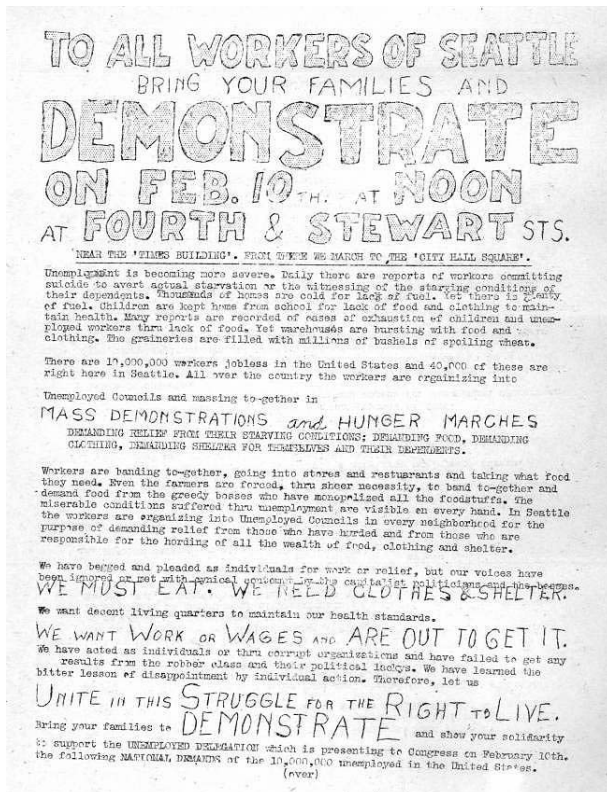 TO ALL WORKERS OF SEATTLE
BRING YOUR FAMILIES AND
DEMONSTRATE
ON FEB. 10TH. AT NOON
AT FOURTH & STEWART STS.
NEAR THE 'TIMES BUILDING'. FROM THERE WE MARCH TO THE 'CITY HALL SQUARE'.
Unemployment is becoming more severe. Daily there are reports of workers committing
suicide to avert actual starvation or the witnessing of the starving conditions of
their dependents. Thousands of homes are cold for lack of fuel. Yet there is plenty
of fuel. Children are kept home from school for lack of food and clothing to main-
tain health. Many reports are recorded of cases of exhaustion of children and unem-
ployed workers thru lack of food. Yet warehouses are bursting with food and
clothing. The graineries are filled with millions of bushels of spoiling wheat.
There are 10,000,000 workers jobless in the United States and 40,000 of these are
right here in Seattle. All over the country the workers are orgainizing into
Unemployed Councils and massing to-gether in
MASS DEMONSTRATIONS and HUNGER MARCHES
DEMANDING RELIEF FROM THEIR STARVING CONDITIONS; DEMANDING FOOD, DEMANDING
CLOTHING, DEMANDING SHELTER FOR THEMSELVES AND THEIR DEPENDENTS.
Workers are banding to-gether, going into stores and restuarants and taking what food
they need. Even the farmers are forced, thru sheer necessity, to band to-gether and
demand food from the greedy bosses who have monopolized all the foodstuffs. The
miserable conditions suffered thru unemployment are visible on every hand. In Seattle
the workers are organizing into Unemployed Councils in every neighborhood for the
purpose of demanding relief from those who have horded and from those who are
responsible for the hording of all the wealth of food, clothing and shelter.
We have begged and pleaded as individuals for work or relief, but our voices have
been ignored or met with cynical contempt by the capitalist politicians and the bosses.
WE MUST EAT. WE NEED CLOTHES & SHELTER.
We want decent living quarters to maintain our health standards.
WE WANT WORK OR WAGES AND ARE OUT TO GET IT.
We have acted as individuals or thru corrupt organizations and have failed to get any
results from the robber class and their political lackys. We have learned the
bitter lesson of disappointment by individual action. Therefore, let us
UNITE IN THIS STRUGGLE FOR THE RIGHT TO LIVE.
Bring your families to DEMONSTRATE and show your solidarity
to support the UNEMPLOYED DELEGATION which is presenting to Congress on February 10th.
the following NATIONAL DEMANDS of the 10,000,000 unemployed in the United States.
(over)